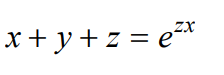 x + y + z = e^{zx}